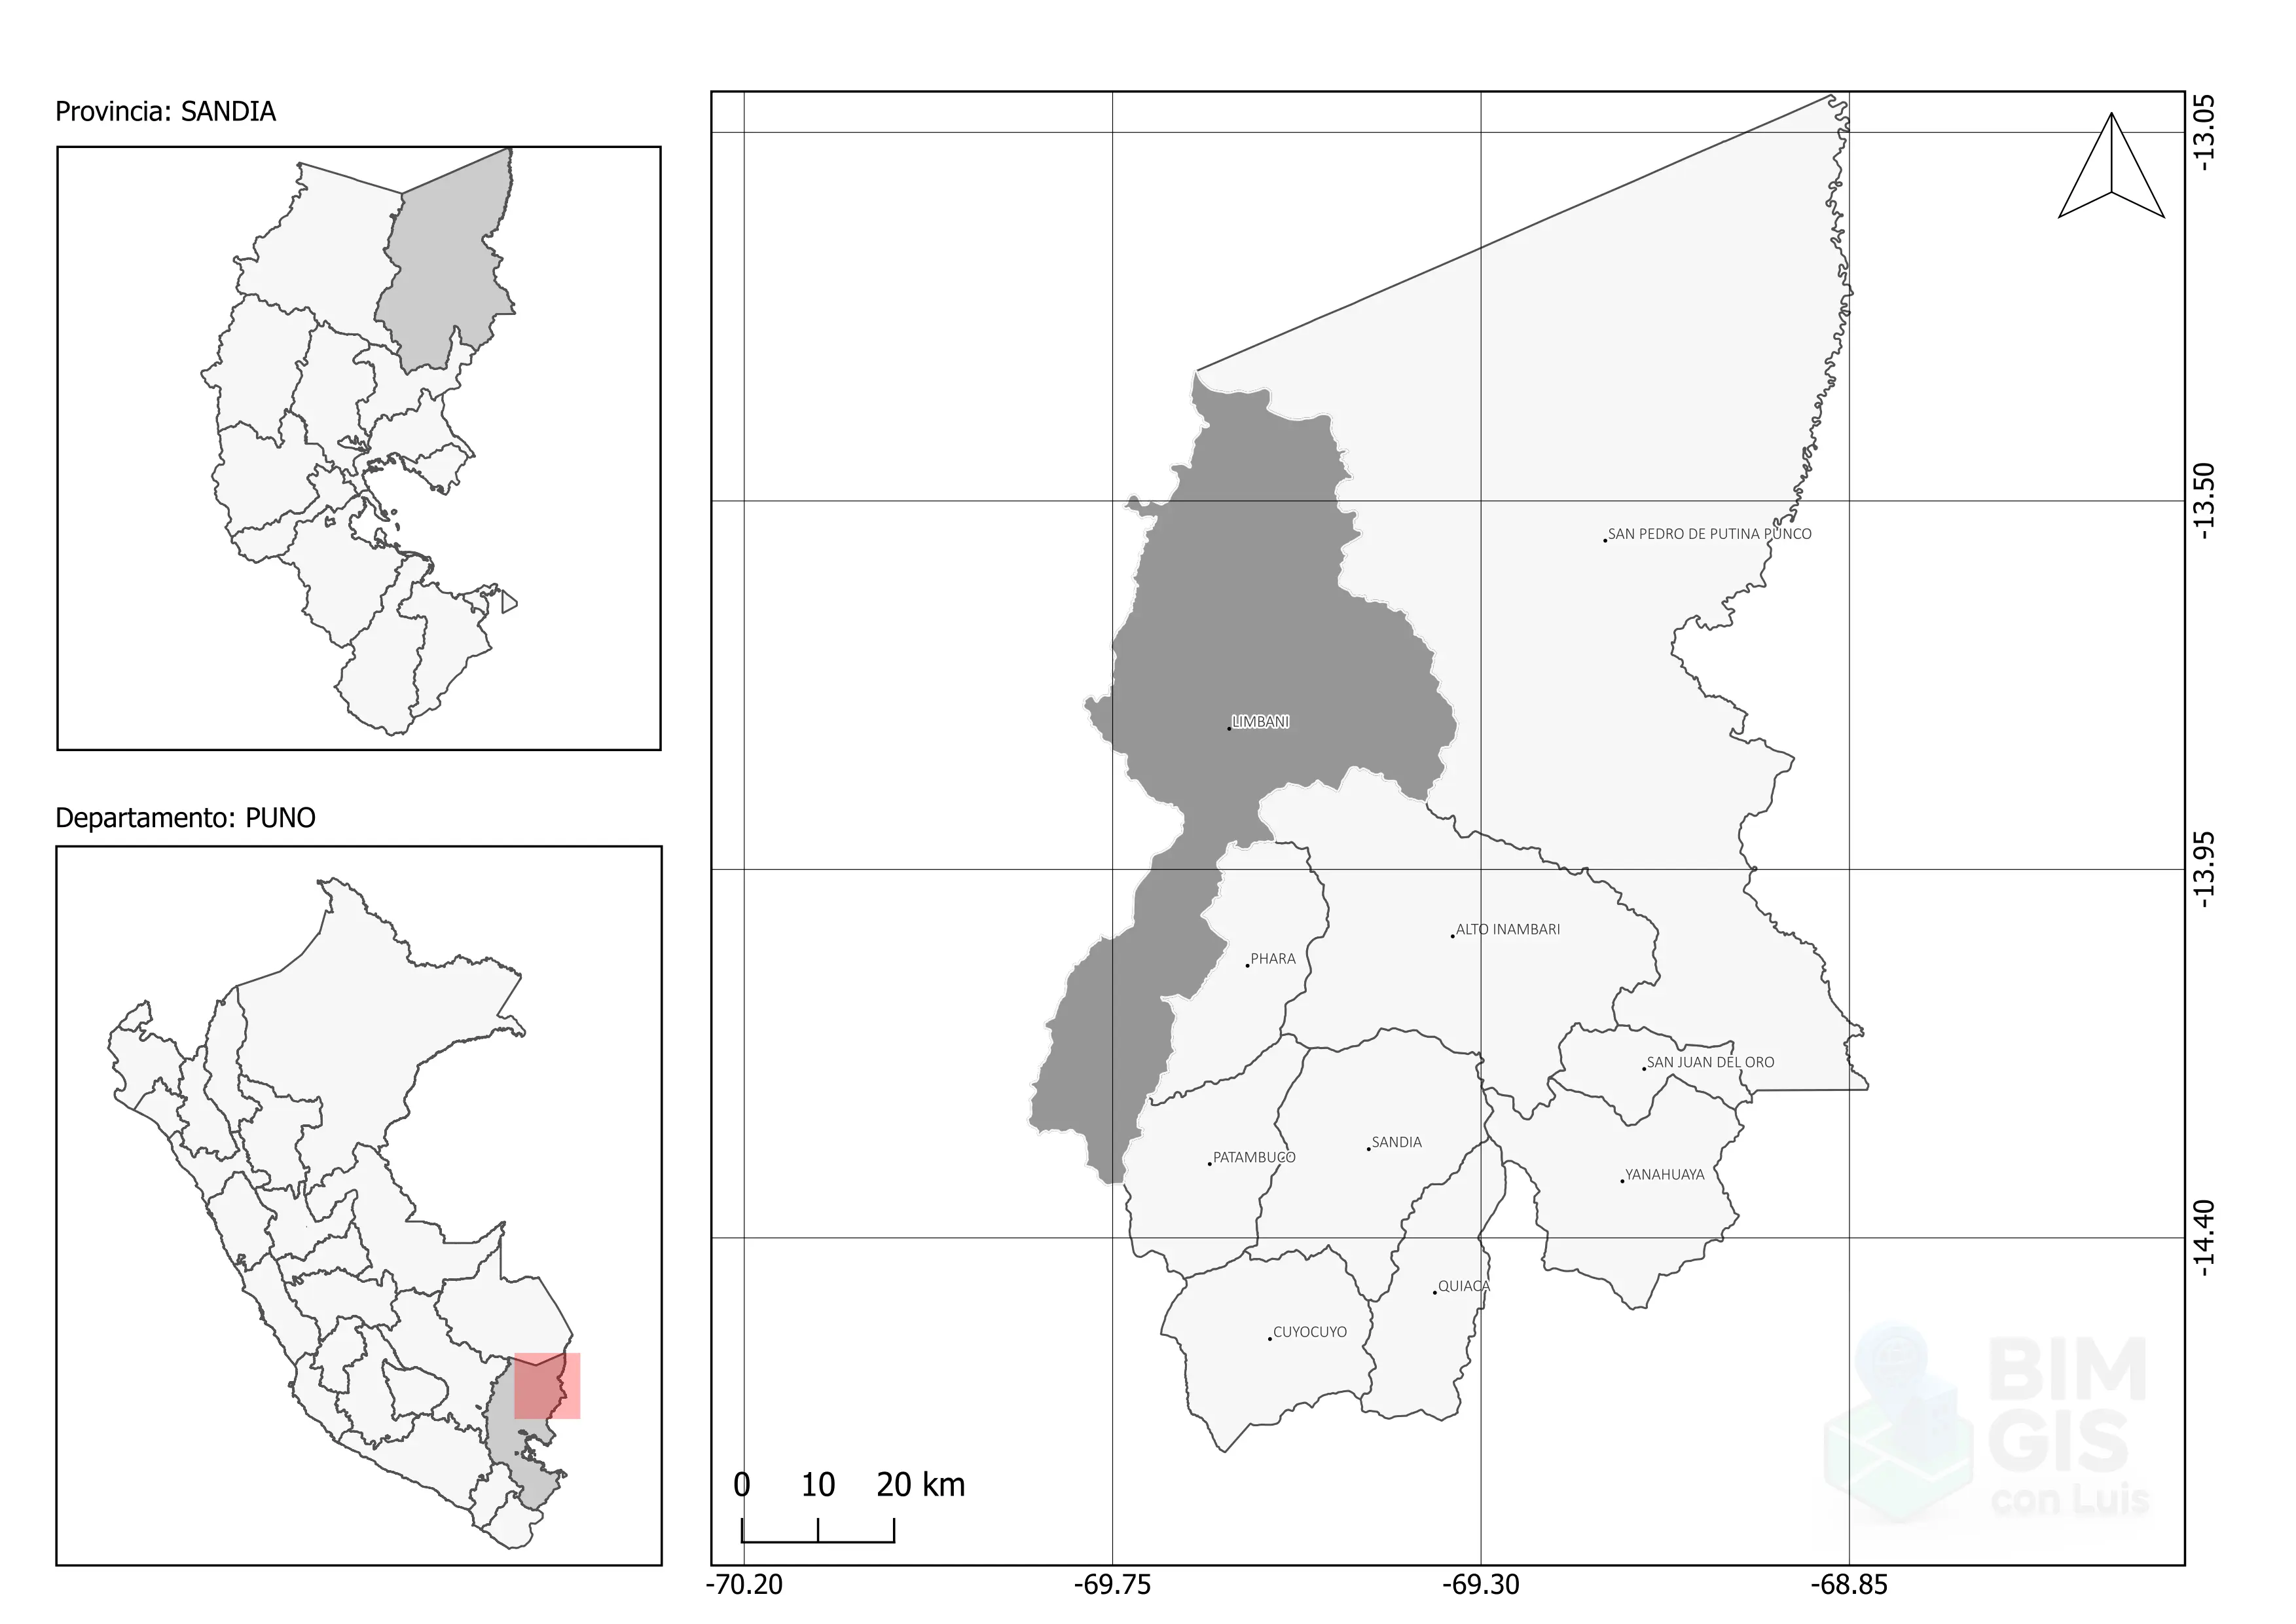 Provincia: SANDIA
Departamento: PUNO
SAN PEDRO DE PUTINA PUNCO
LIMBANI
ALTO INAMBARI
PHARA
SAN JUAN DEL ORO
SANDIA
PATAMBUCO
YANAHUAYA
QUIACA
CUYOCUYO
0 10 20 km
-70.20 -69.75 -69.30 -68.85
-13.05
-13.50
-13.95
-14.40
BIM
GIS
con Luis